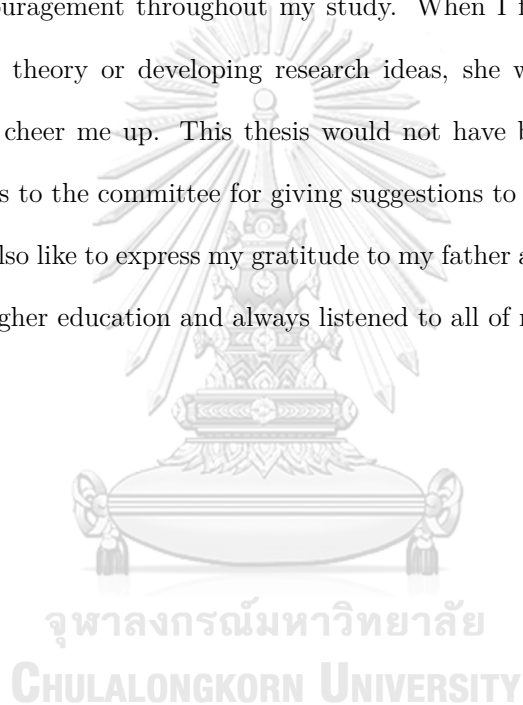 uragement throughout my study. When I f
theory or developing research ideas, she w
cheer me up. This thesis would not have b
s to the committee for giving suggestions to
lso like to express my gratitude to my father a
gher education and always listened to all of
จุฬาลงกรณ์มหาวิทยาลัย
CHULALONGKORN UNIVERSITY